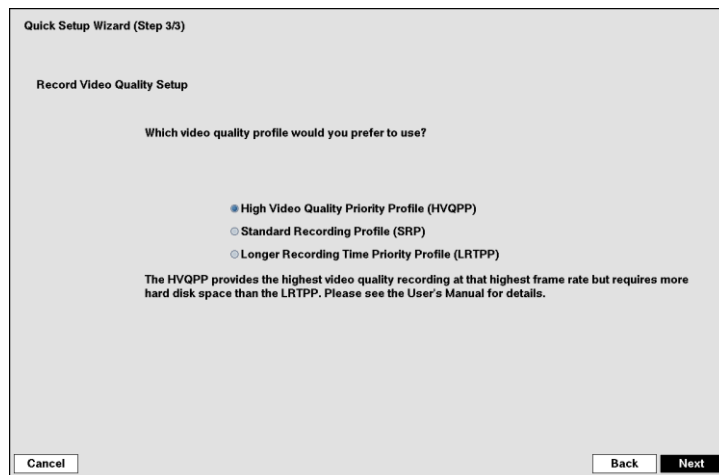 Quick Setup Wizard (Step 3/3)
Record Video Quality Setup
Which video quality profile would you prefer to use?
High Video Quality Priority Profile (HVQPP)
Standard Recording Profile (SRP)
Longer Recording Time Priority Profile (LRTPP)
The HVQPP provides the highest video quality recording at that highest frame rate but requires more
hard disk space than the LRTPP. Please see the User's Manual for details.
Cancel
Back
Next